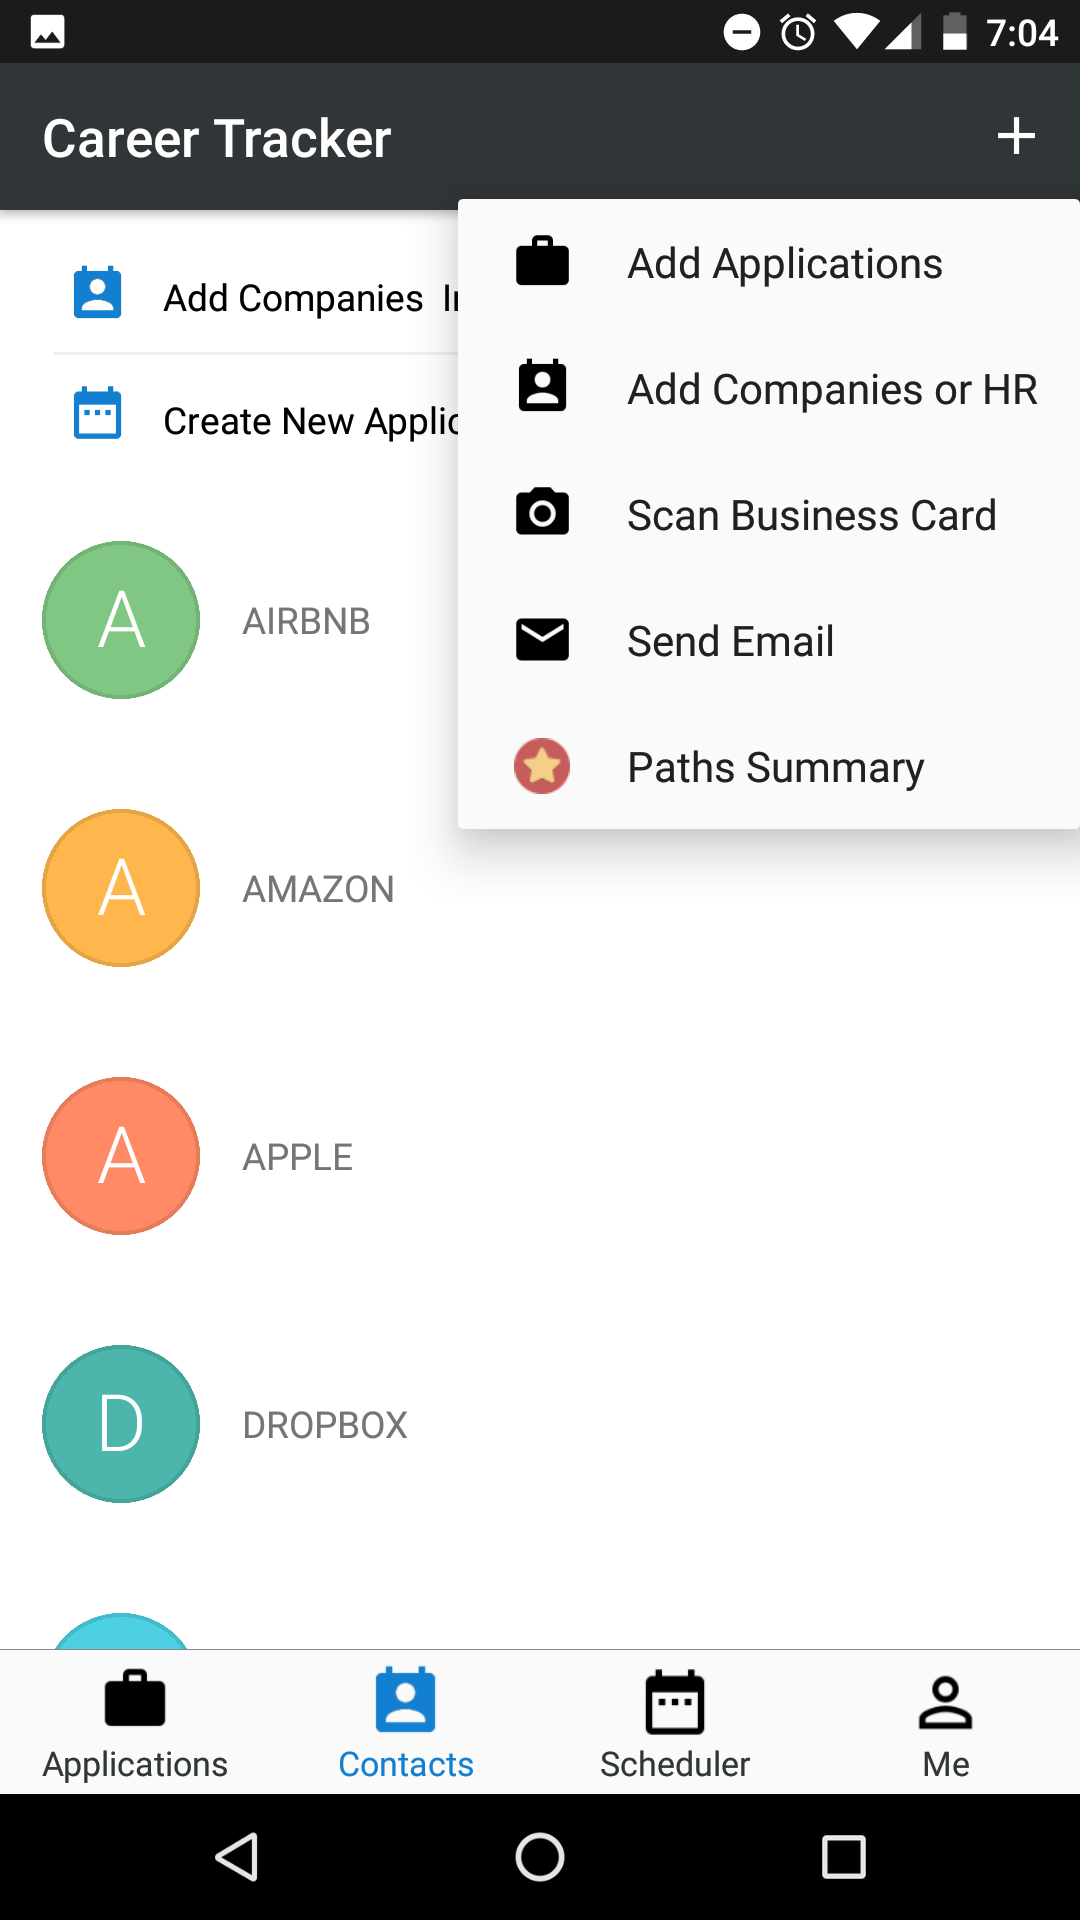 7:04
Career Tracker
Add Applications
Add Companies or HR
Scan Business Card
Send Email
Paths Summary
Add Companies
Create New
A
AIRBNB
A
AMAZON
A
APPLE
D
DROPBOX
Applications
Contacts
Scheduler
Me